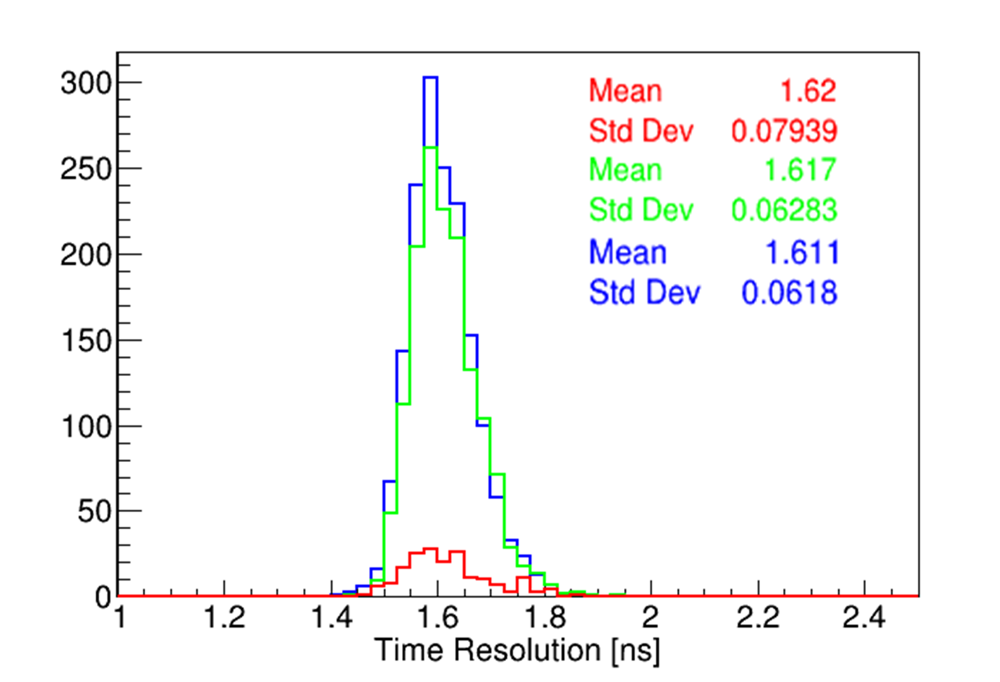 300
250
200
150
100
50
0
Mean 1.62
Std Dev 0.07939
Mean 1.617
Std Dev 0.06283
Mean 1.611
Std Dev 0.0618
1 1.2 1.4 1.6 1.8 2 2.2 2.4
Time Resolution [ns]